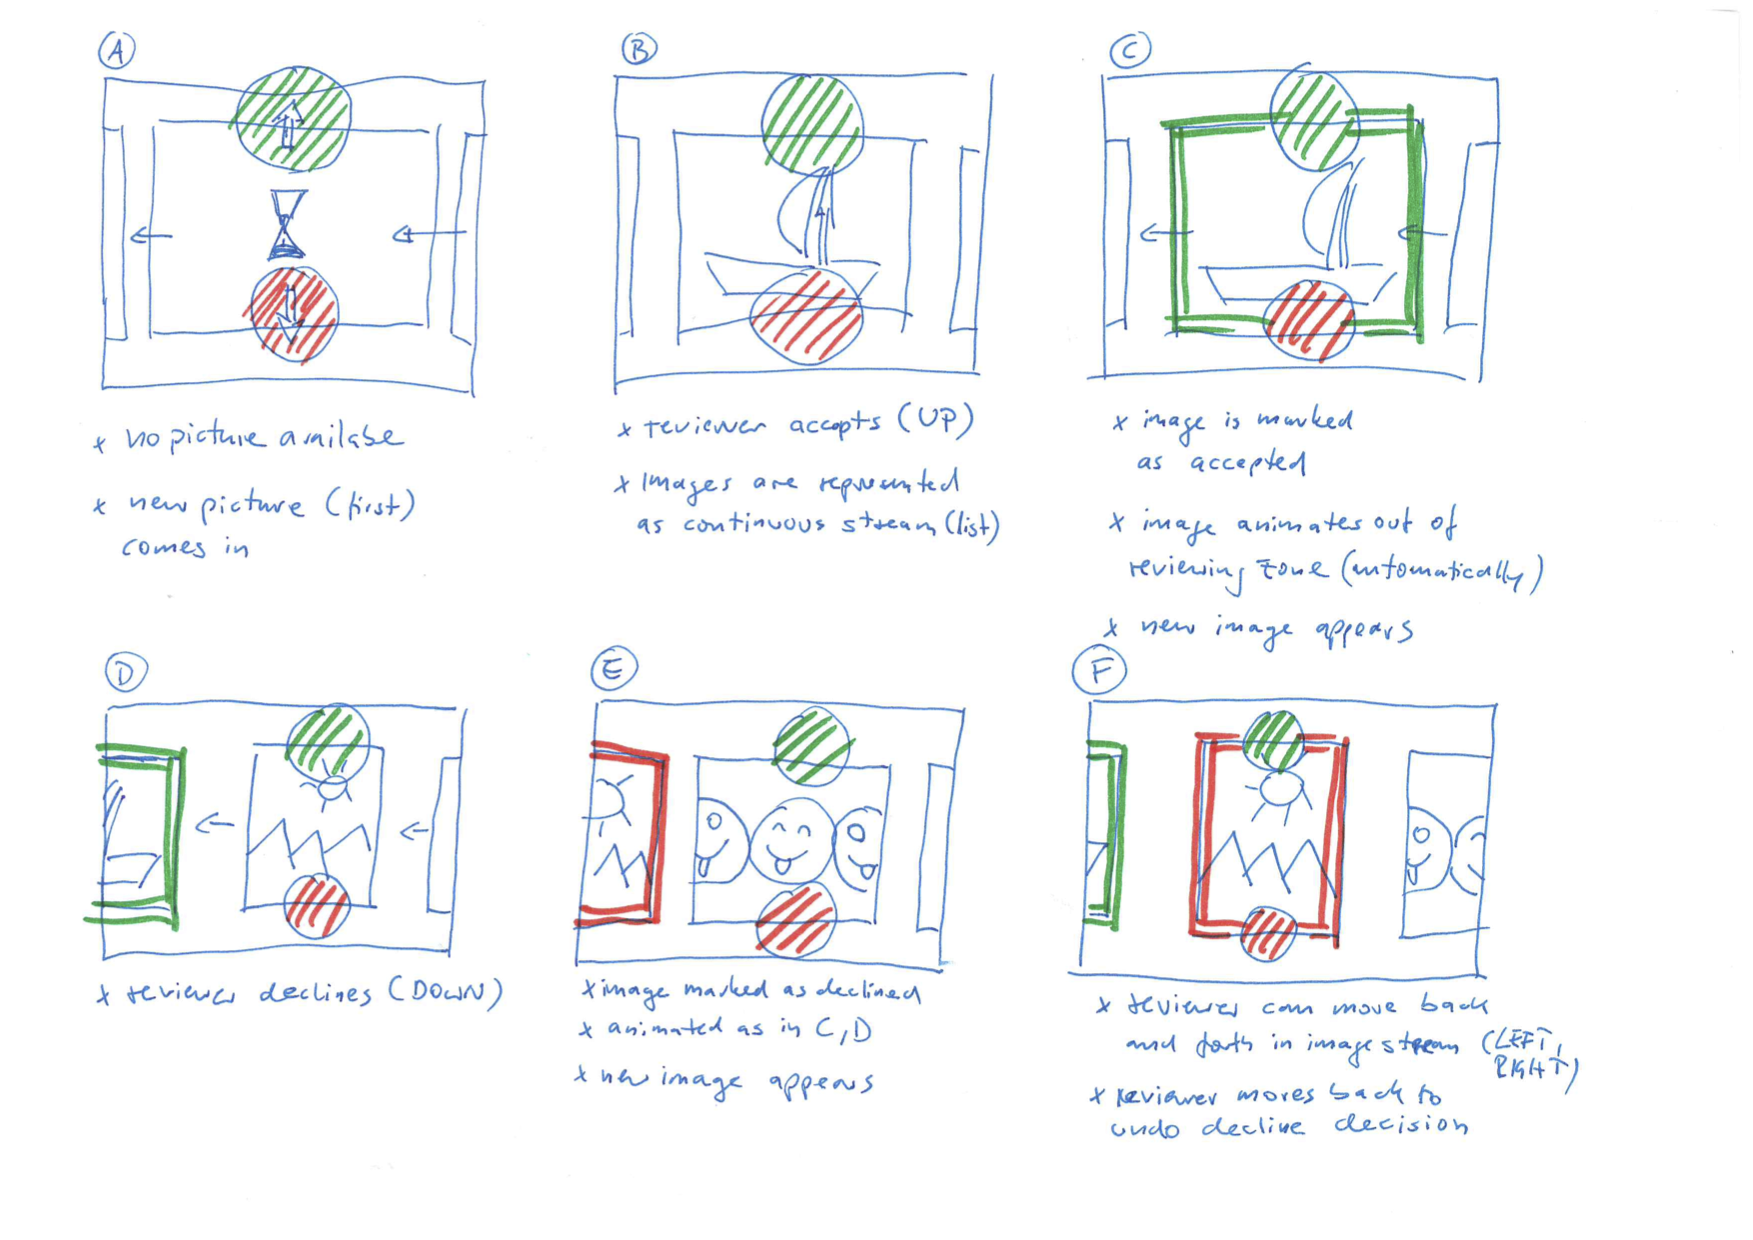 A
x no picture availabe
x new picture (first)
comes in
B
x reviewer accepts (UP)
x Images are represented
as continuous stream (list)
C
x image is marked
as accepted
x image animates out of
reviewing zone (automatically)
x new image appears
D
x reviewer declines (DOWN)
E
x image marked as declined
x animated as in C, D
x new image appears
F
x reviewer can move back
and forth in image stream (LEFT,
RIGHT)
x reviewer moves back to
undo decline decision